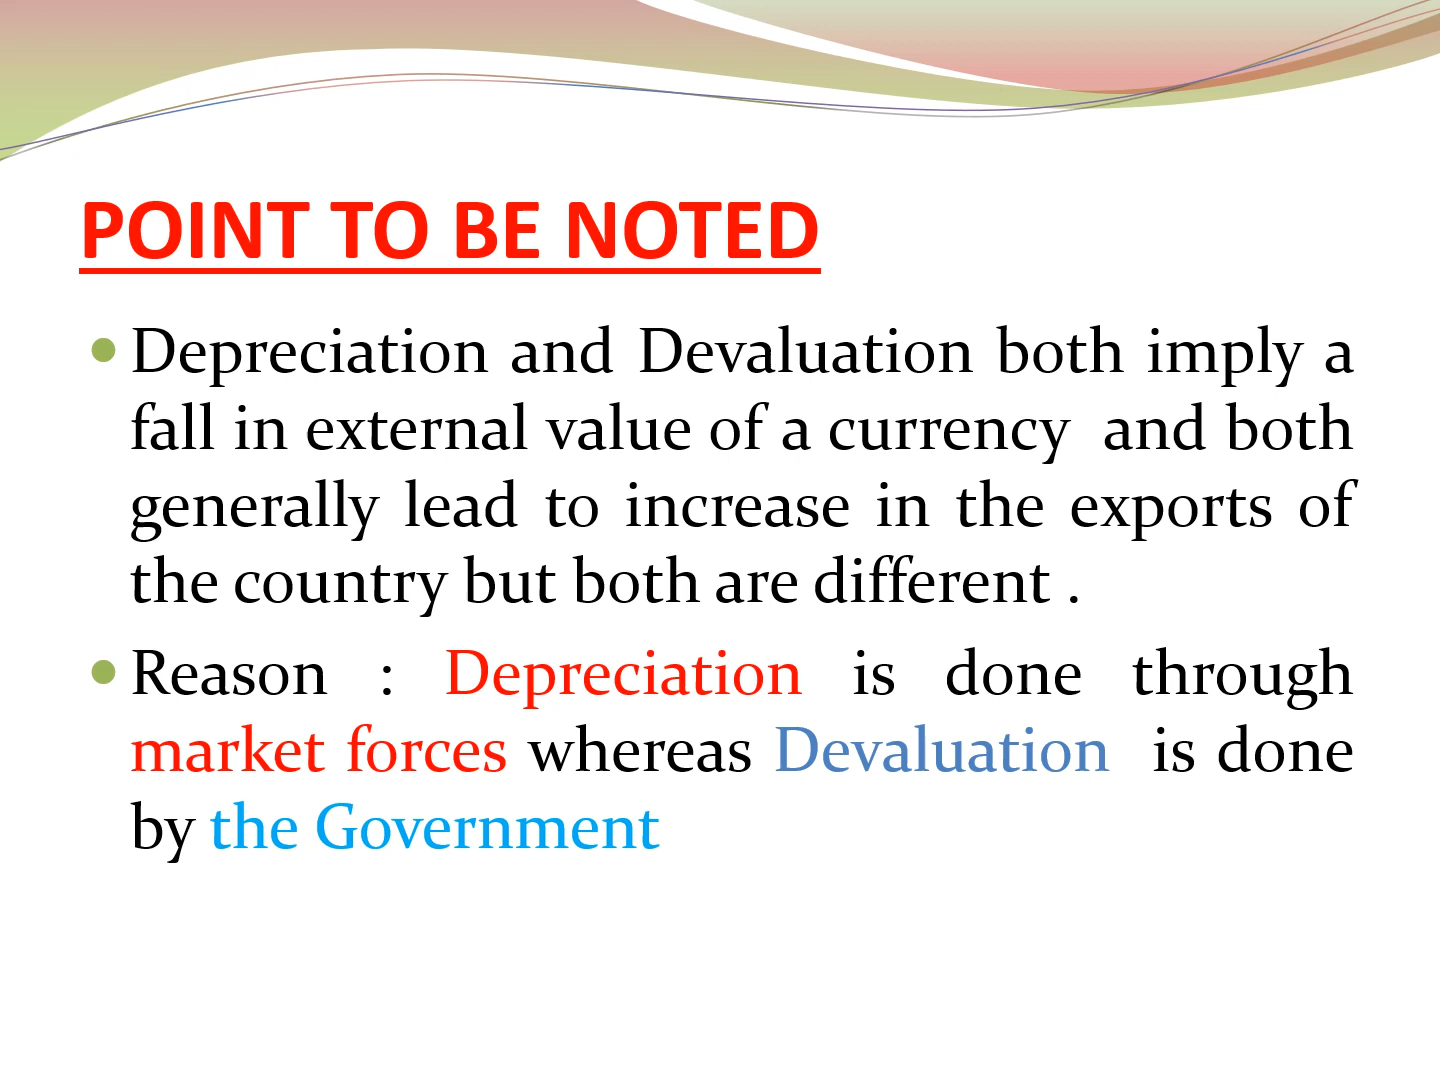 POINT TO BE NOTED
Depreciation and Devaluation both imply a
fall in external value of a currency  and both
generally lead to increase in the exports of
the country but both are different .
Reason : Depreciation is done through
market forces whereas Devaluation  is done
by the Government